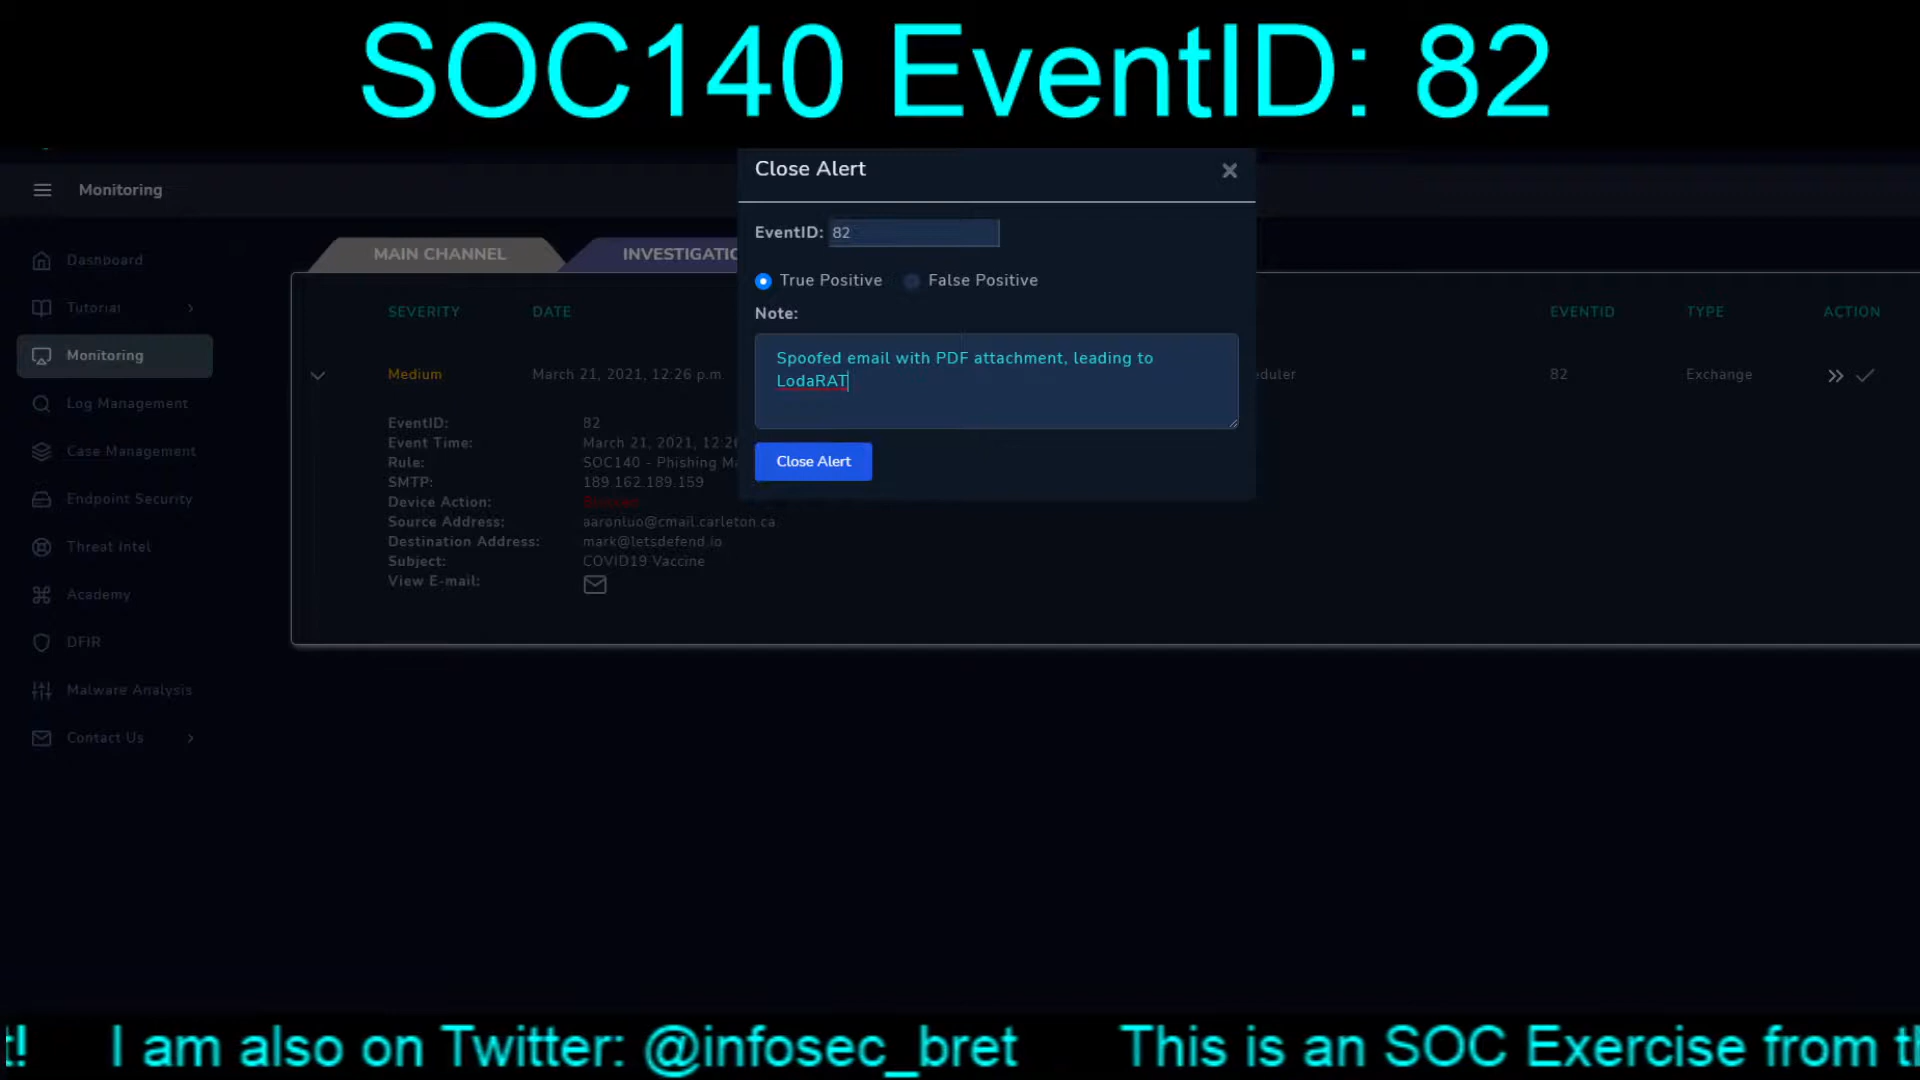 SOC140 EventID: 82
Close Alert
Monitoring
EventID: 82
True Positive False Positive
Note:
Spoofed email with PDF attachment, leading to
LodaRAT
Close Alert
Dashboard
Tutorial
Monitoring
Log Management
Case Management
Endpoint Security
Threat Intel
Academy
DFIR
Malware Analysis
Contact Us
MAIN CHANNEL
SEVERITY DATE EVENTID TYPE ACTION
Medium March 21, 2021, 12:26 p.m. 82 Exchange
EventID: 82
Event Time: March 21, 2021, 12:26
Rule: SOC140 - Phishing
SMTP: 189.162.189.159
Device Action:
Source Address: aaronluo@cmail.carleton.ca
Destination Address: mark@letsdefend.io
Subject: COVID19 Vaccine
View E-mail:
I am also on Twitter: @infosec_bret This is an SOC Exercise from